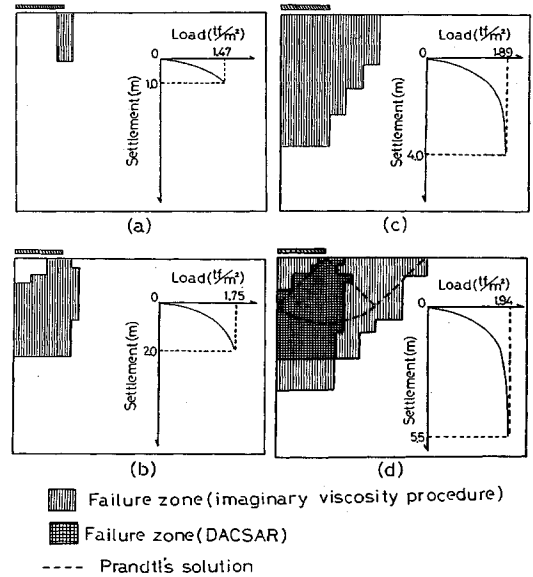 Load(tf/m²)
0
1.47
1.0
Settlement(m)
(a)
Load(tf/m²)
0
1.89
Settlement(m)
4.0
(c)
Load(tf/m²)
0
1.75
Settlement(m)
2.0
(b)
Load(tf/m²)
0
1.94
Settlement(m)
5.5
(d)
Failure zone(imaginary viscosity procedure)
Failure zone(DACSAR)
Prandtl's solution